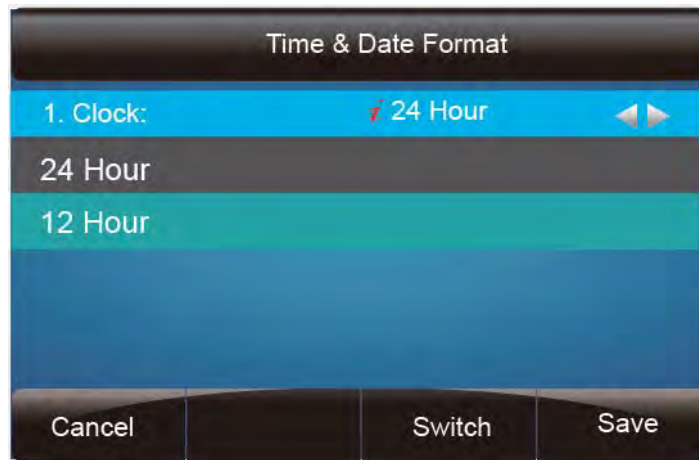 Time & Date Format
1. Clock: i 24 Hour
24 Hour
12 Hour
Cancel Switch Save